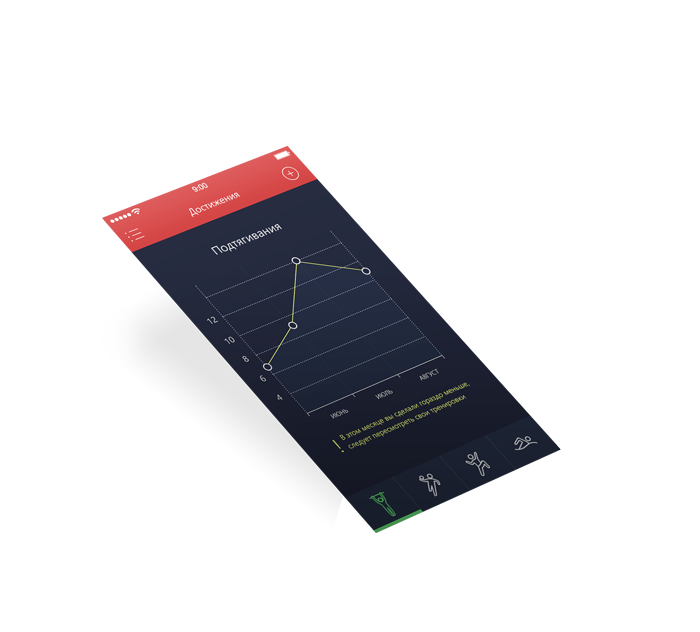 9:00
Достижения
Подтягивания
12
10
8
6
4
ИЮНЬ ИЮЛЬ АВГУСТ
! В этом месяце вы сделали гораздо меньше,
следует пересмотреть свои тренировки